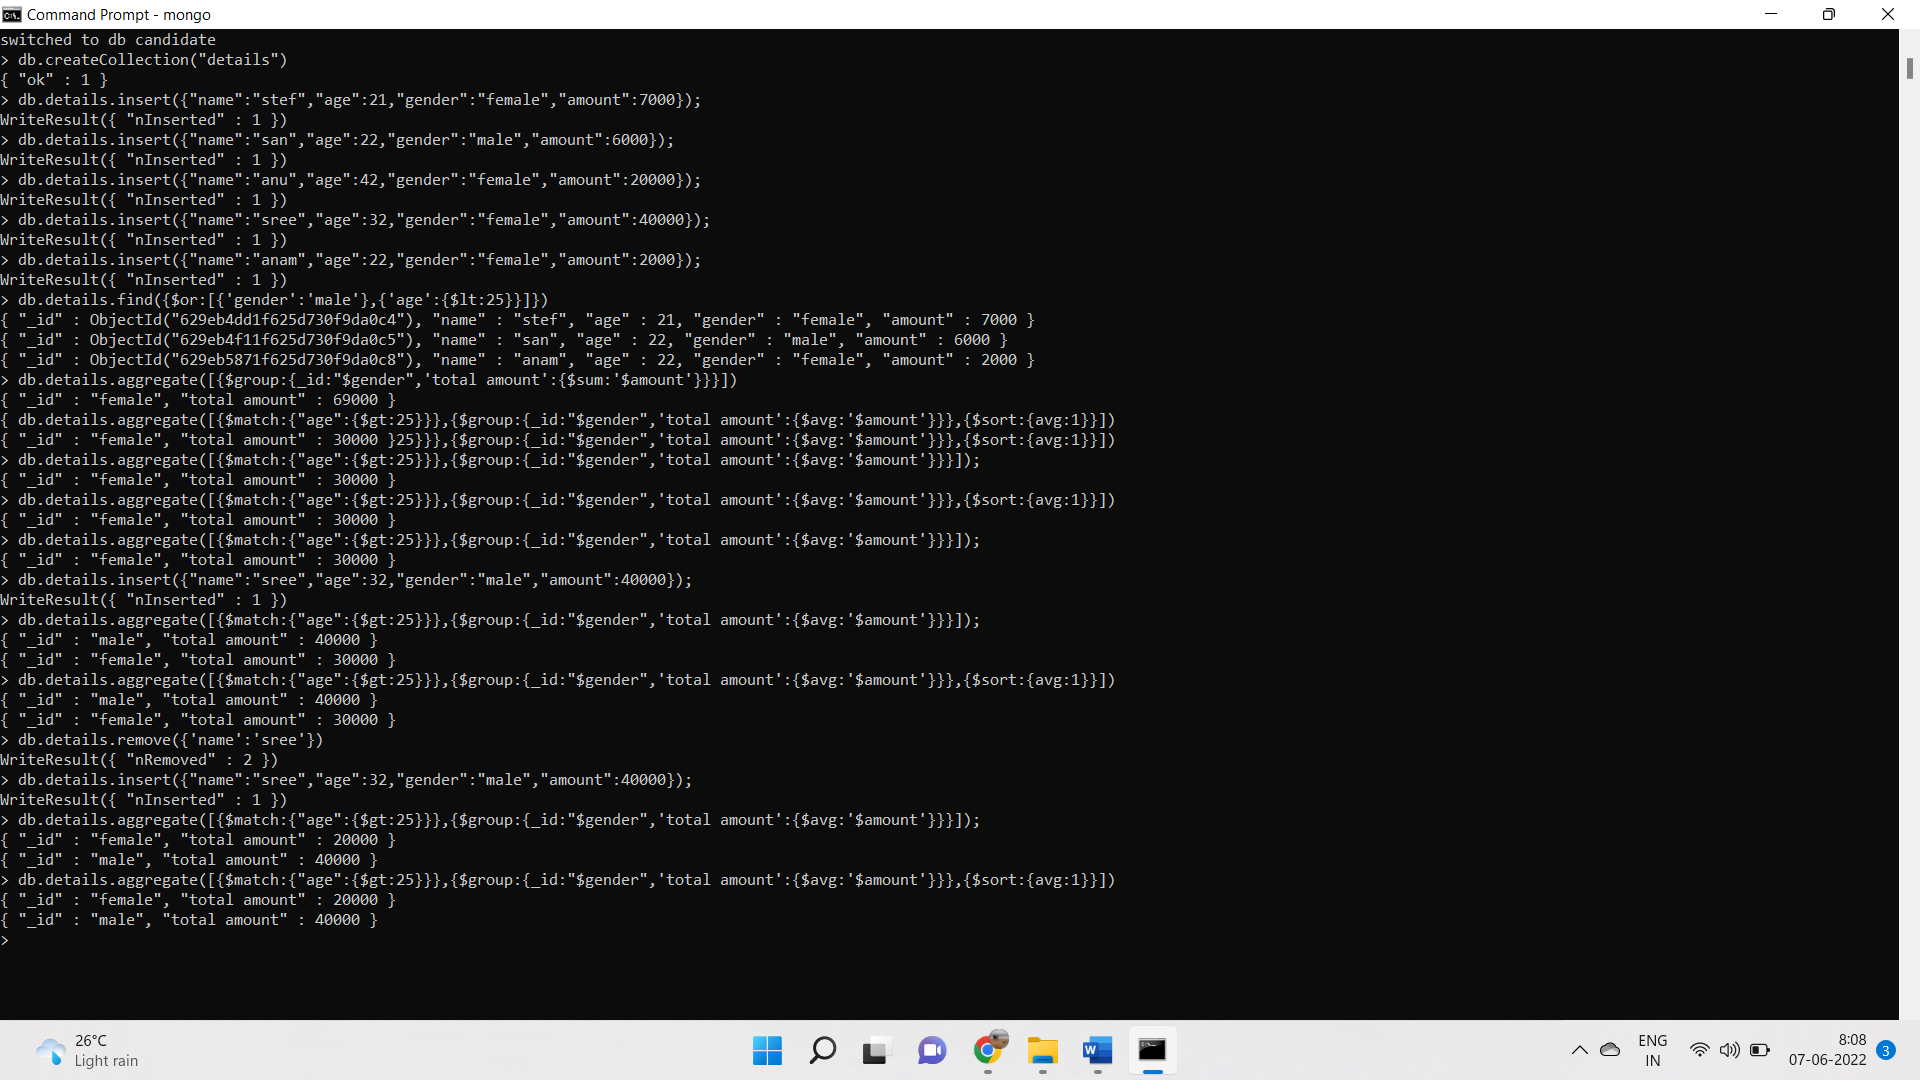 Command Prompt - mongo
switched to db candidate
> db.createCollection("details")
{ "ok" : 1 }
> db.details.insert({"name":"stef","age":21,"gender":"female","amount":7000});
WriteResult({ "nInserted" : 1 })
> db.details.insert({"name":"san","age":22,"gender":"male","amount":6000});
WriteResult({ "nInserted" : 1 })
> db.details.insert({"name":"anu","age":42,"gender":"female","amount":20000});
WriteResult({ "nInserted" : 1 })
> db.details.insert({"name":"sree","age":32,"gender":"female","amount":40000});
WriteResult({ "nInserted" : 1 })
> db.details.insert({"name":"anam","age":22,"gender":"female","amount":2000});
WriteResult({ "nInserted" : 1 })
> db.details.find({$or:[{'gender':'male'},{'age':{$lt:25}}]})
{ "_id" : ObjectId("629eb4dd1f625d730f9da0c4"), "name" : "stef", "age" : 21, "gender" : "female", "amount" : 7000 }
{ "_id" : ObjectId("629eb4f11f625d730f9da0c5"), "name" : "san", "age" : 22, "gender" : "male", "amount" : 6000 }
{ "_id" : ObjectId("629eb5871f625d730f9da0c8"), "name" : "anam", "age" : 22, "gender" : "female", "amount" : 2000 }
> db.details.aggregate([{$group:{_id:"$gender",'total amount':{$sum:'$amount'}}}])
{ "_id" : "female", "total amount" : 69000 }
{ db.details.aggregate([{$match:{"age":{$gt:25}}},{$group:{_id:"$gender",'total amount':{$avg:'$amount'}}},{$sort:{avg:1}}])
{ "_id" : "female", "total amount" : 30000 }25}}},{$group:{_id:"$gender",'total amount':{$avg:'$amount'}}},{$sort:{avg:1}}])
> db.details.aggregate([{$match:{"age":{$gt:25}}},{$group:{_id:"$gender",'total amount':{$avg:'$amount'}}}]);
{ "_id" : "female", "total amount" : 30000 }
> db.details.aggregate([{$match:{"age":{$gt:25}}},{$group:{_id:"$gender",'total amount':{$avg:'$amount'}}},{$sort:{avg:1}}])
{ "_id" : "female", "total amount" : 30000 }
> db.details.aggregate([{$match:{"age":{$gt:25}}},{$group:{_id:"$gender",'total amount':{$avg:'$amount'}}}]);
{ "_id" : "female", "total amount" : 30000 }
> db.details.insert({"name":"sree","age":32,"gender":"male","amount":40000});
WriteResult({ "nInserted" : 1 })
> db.details.aggregate([{$match:{"age":{$gt:25}}},{$group:{_id:"$gender",'total amount':{$avg:'$amount'}}}]);
{ "_id" : "male", "total amount" : 40000 }
{ "_id" : "female", "total amount" : 30000 }
> db.details.aggregate([{$match:{"age":{$gt:25}}},{$group:{_id:"$gender",'total amount':{$avg:'$amount'}}},{$sort:{avg:1}}])
{ "_id" : "male", "total amount" : 40000 }
{ "_id" : "female", "total amount" : 30000 }
> db.details.remove({'name':'sree'})
WriteResult({ "nRemoved" : 2 })
> db.details.insert({"name":"sree","age":32,"gender":"male","amount":40000});
WriteResult({ "nInserted" : 1 })
> db.details.aggregate([{$match:{"age":{$gt:25}}},{$group:{_id:"$gender",'total amount':{$avg:'$amount'}}}]);
{ "_id" : "female", "total amount" : 20000 }
{ "_id" : "male", "total amount" : 40000 }
> db.details.aggregate([{$match:{"age":{$gt:25}}},{$group:{_id:"$gender",'total amount':{$avg:'$amount'}}},{$sort:{avg:1}}])
{ "_id" : "female", "total amount" : 20000 }
{ "_id" : "male", "total amount" : 40000 }
>
26°C
Light rain
ENG
IN
8:08
07-06-2022
3